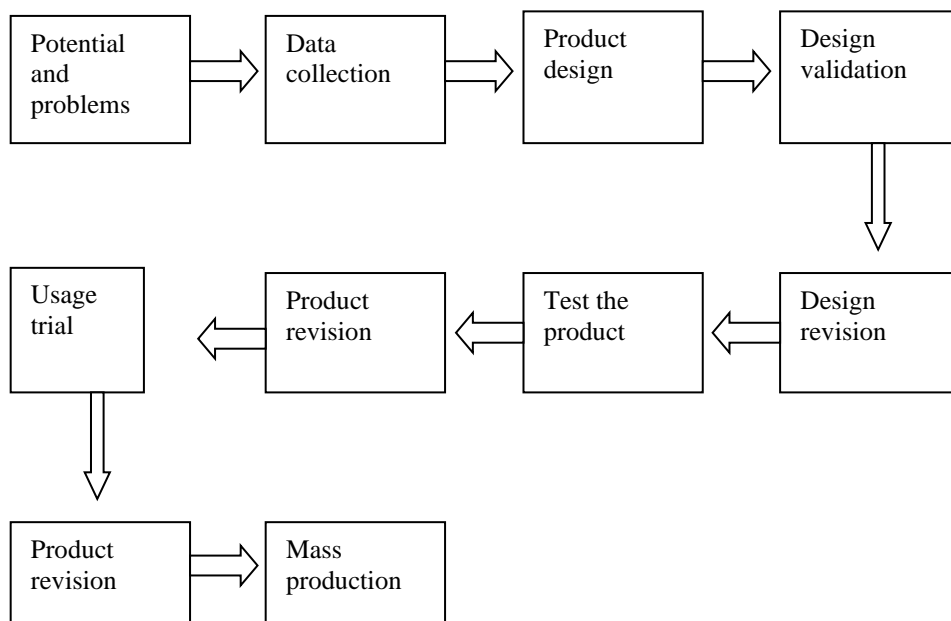 Potential
and
problems
Data
collection
Product
design
Design
validation
Design
revision
Test the
product
Product
revision
Usage
trial
Product
revision
Mass
production